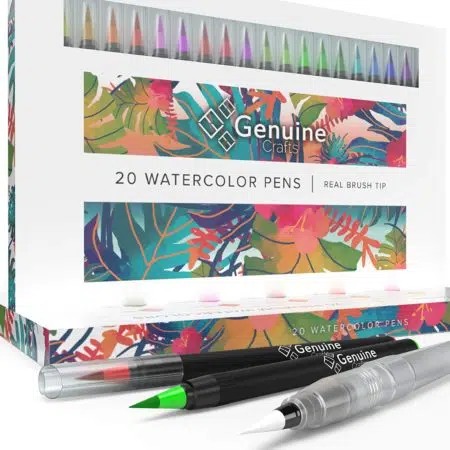 Genuine
Crafts
20 WATERCOLOR PENS | REAL BRUSH TIP
20 WATERCOLOR PENS
Genuine
Genuine